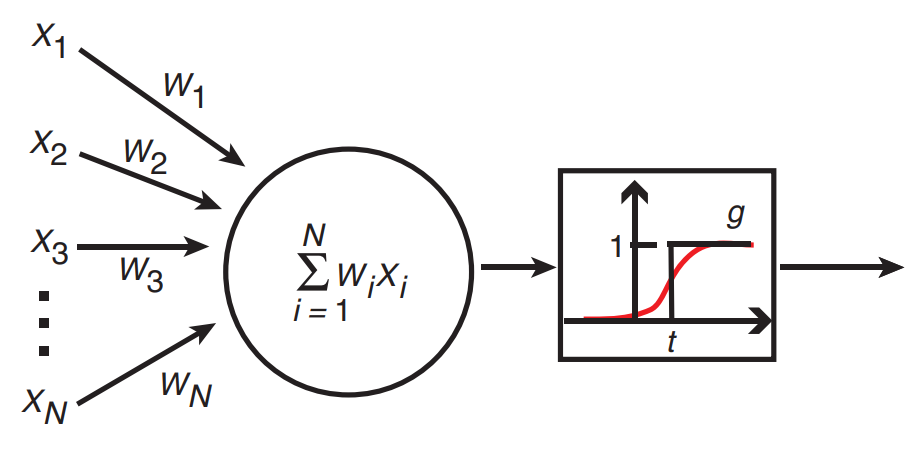 X1
W1
X2
W2
X3
W3
XN
WN
N
∑ WiXi
i = 1
g
1
t